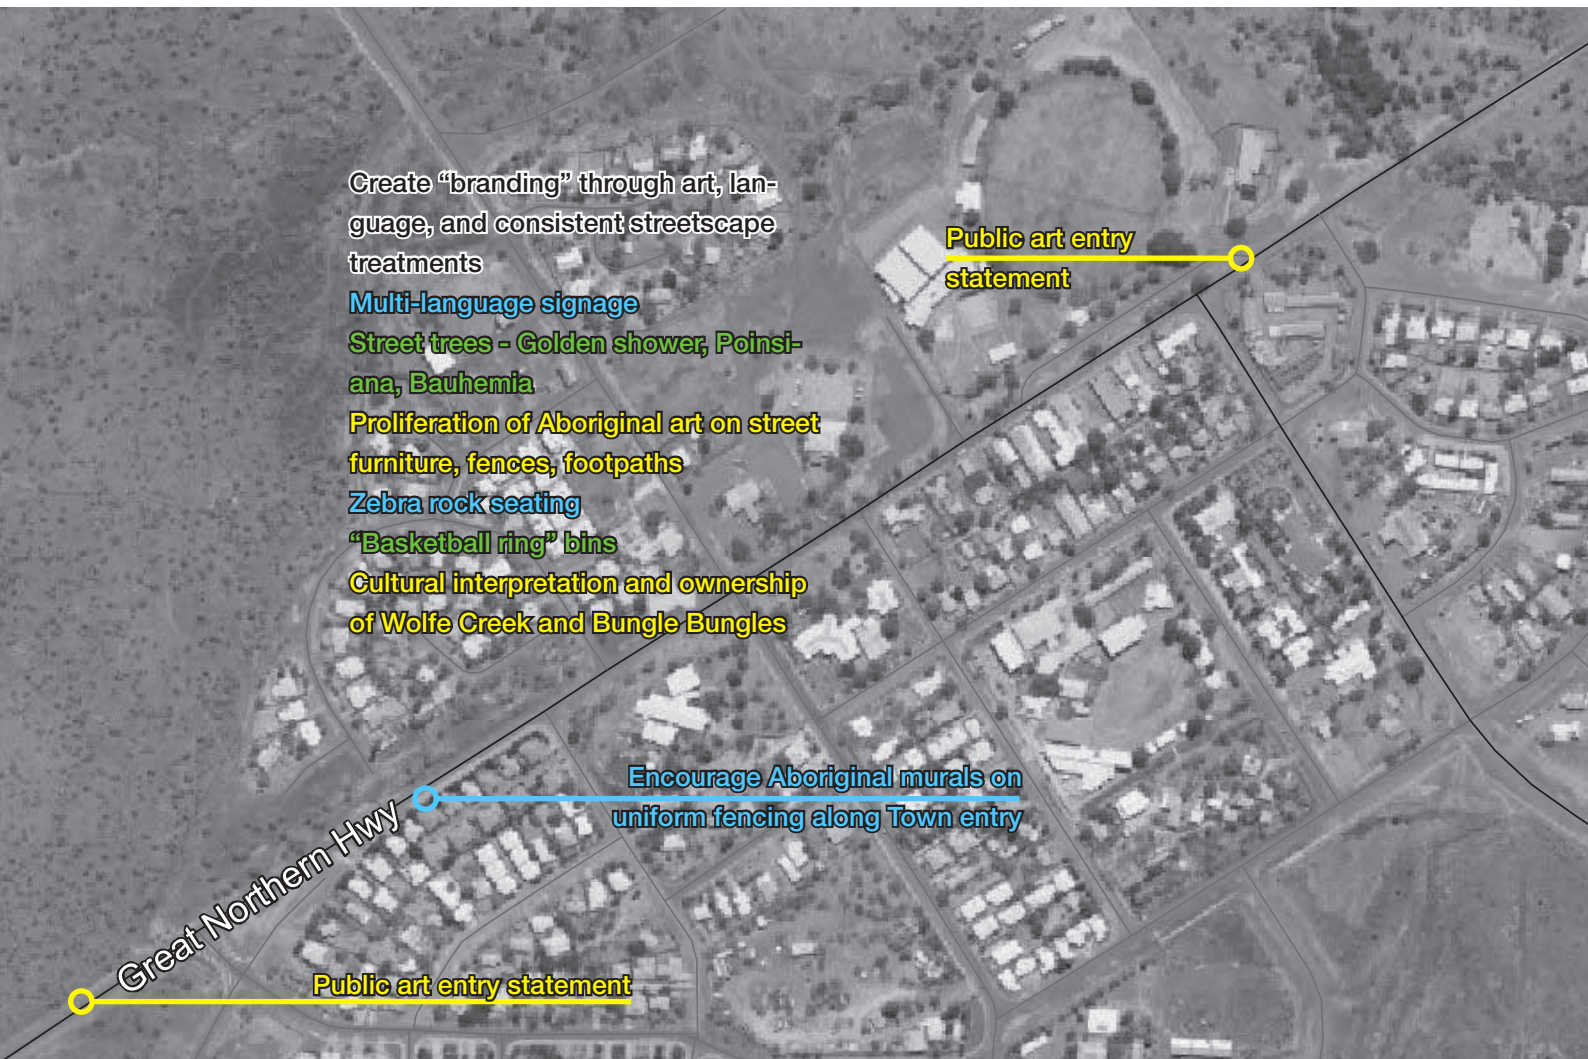 Create “branding” through art, lan-
guage, and consistent streetscape
treatments
Multi-language signage
Street trees - Golden shower, Poinsi-
ana, Bauhemia
Proliferation of Aboriginal art on street
furniture, fences, footpaths
Zebra rock seating
“Basketball ring” bins
Cultural interpretation and ownership
of Wolfe Creek and Bungle Bungles
Public art entry
statement
Encourage Aboriginal murals on
uniform fencing along Town entry
Great Northern Hwy
Public art entry statement